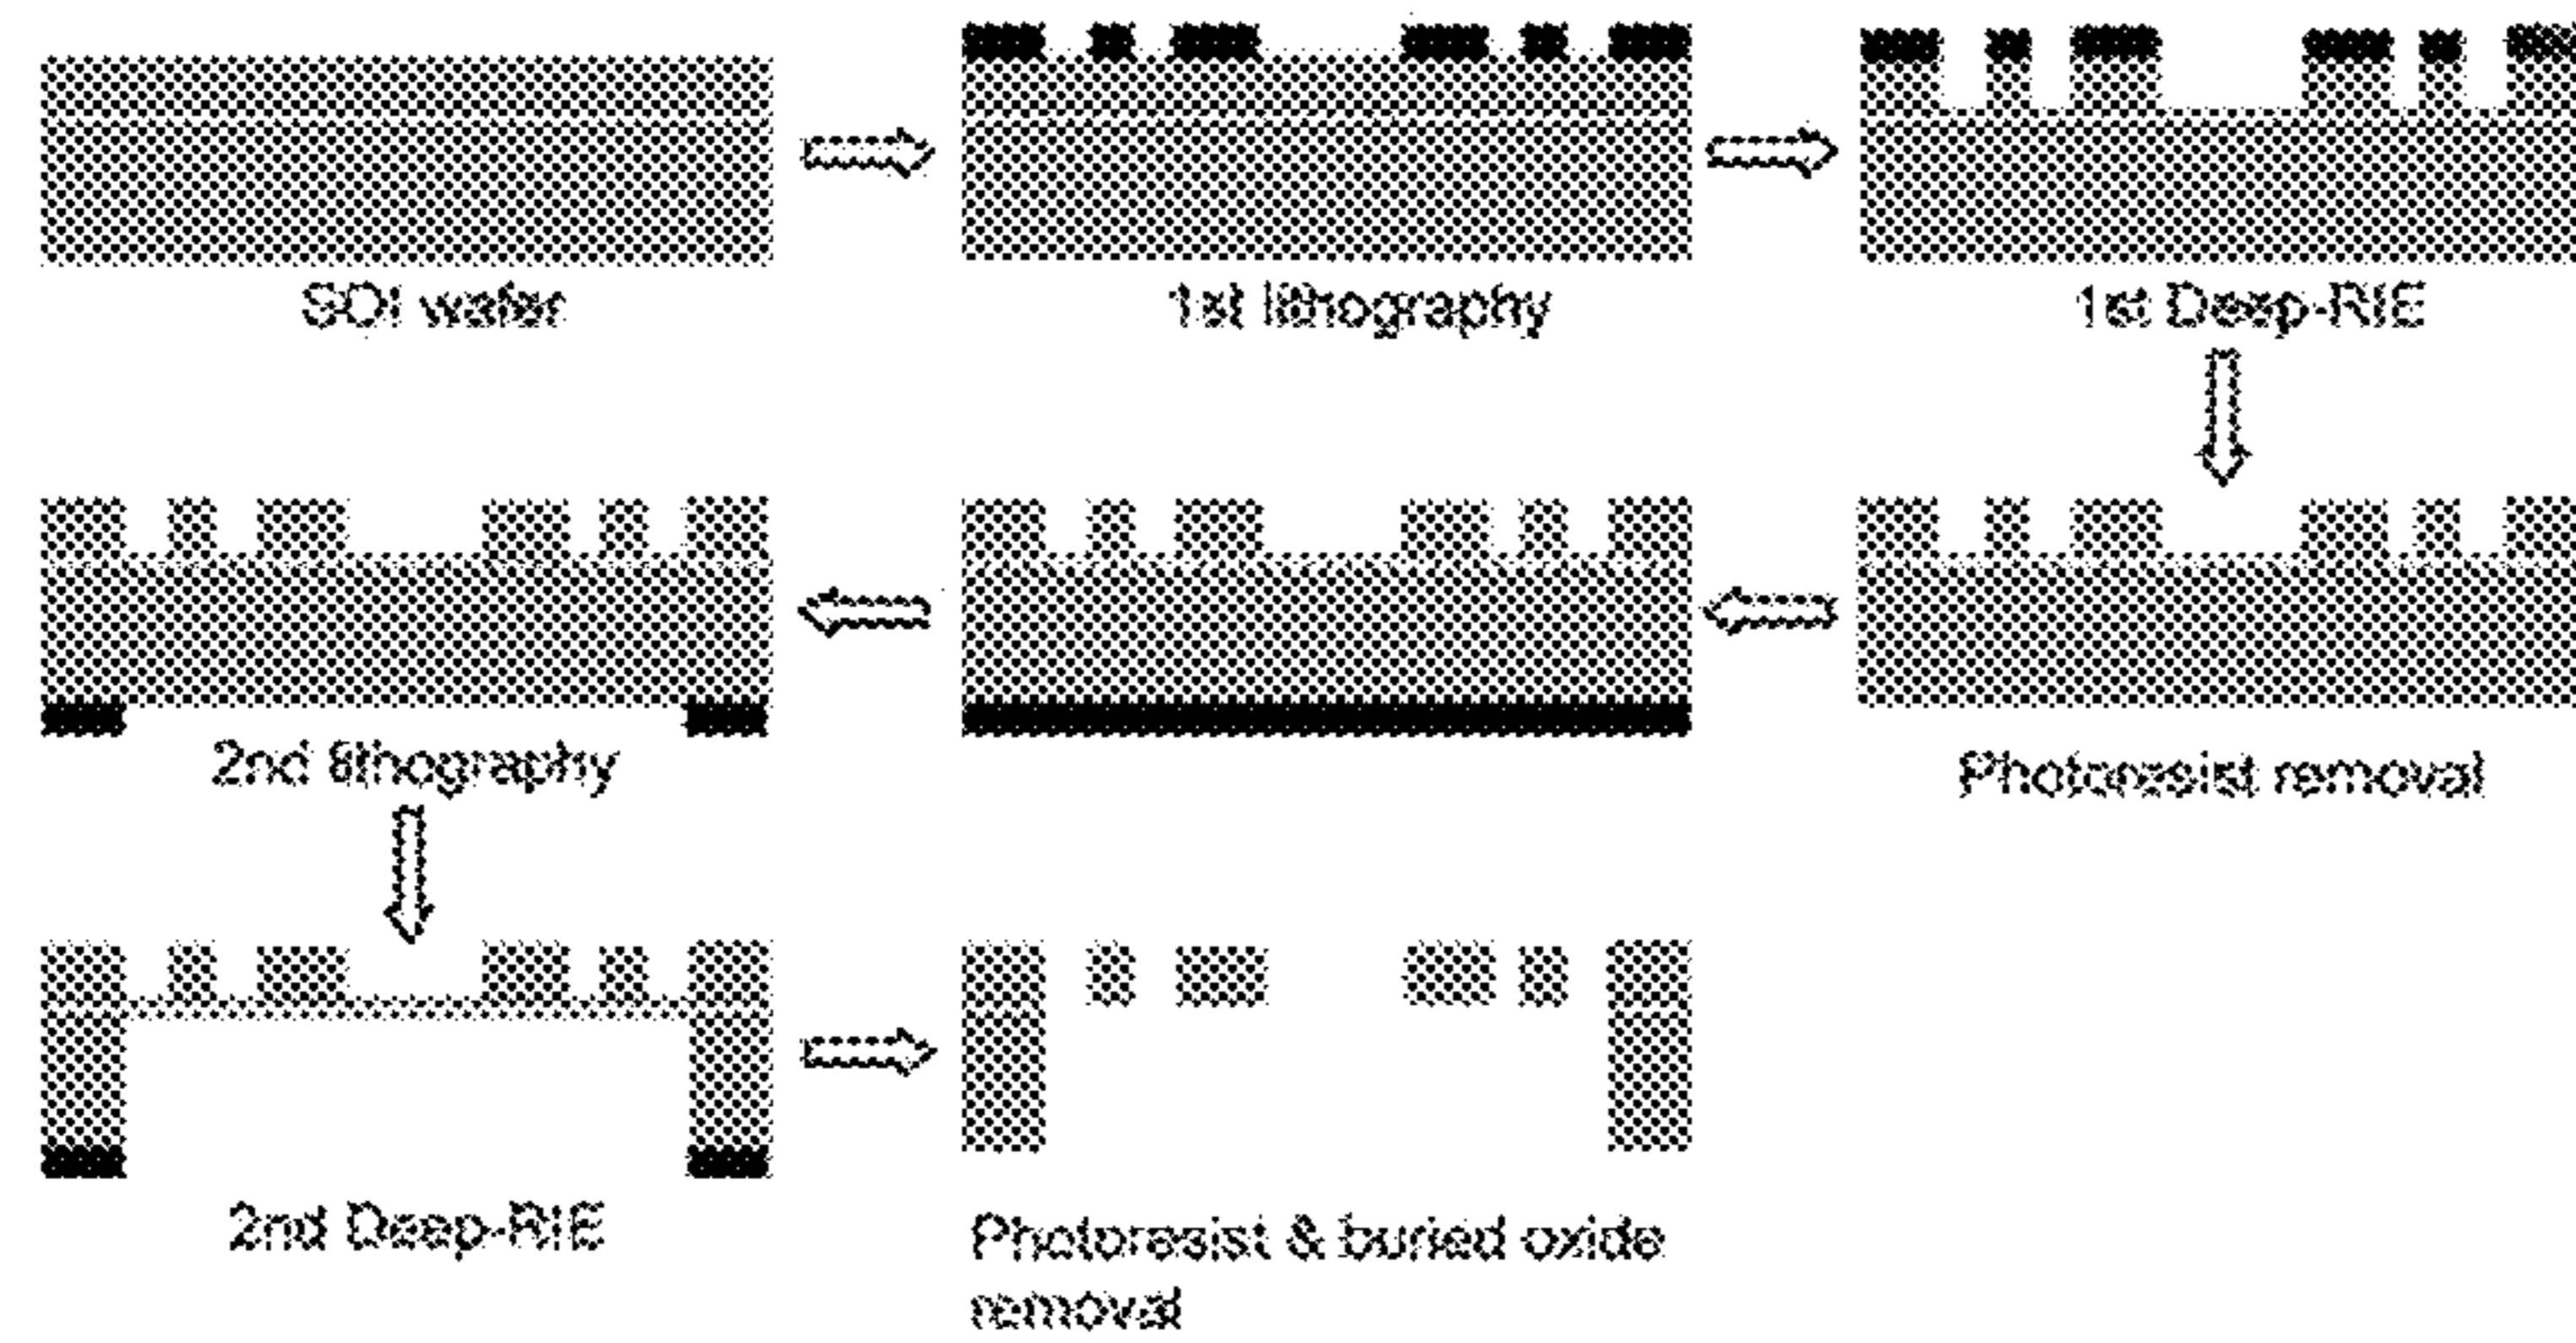 SOI wafer
1st lithography
1st Deep-RIE
Photoresist removal
2nd lithography
2nd Deep-RIE
Photoresist & buried oxide
removal